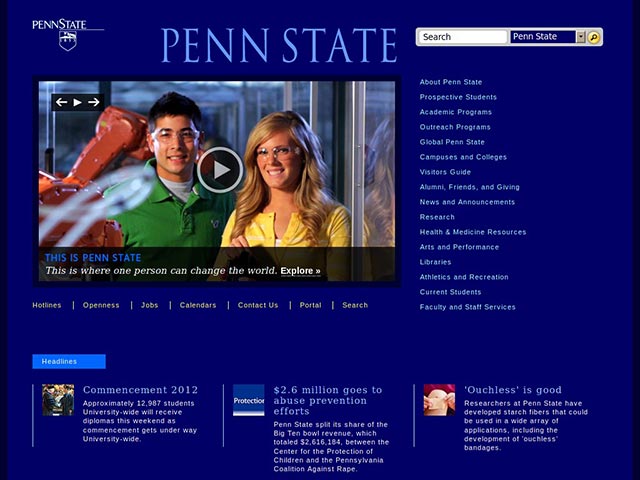 PENNSTATE
1855
PENN STATE
Search
Penn State
About Penn State
Prospective Students
Academic Programs
Outreach Programs
Global Penn State
Campuses and Colleges
Visitors Guide
Alumni, Friends, and Giving
News and Announcements
Research
Health & Medicine Resources
Arts and Performance
Libraries
Athletics and Recreation
Current Students
Faculty and Staff Services
THIS IS PENN STATE
This is where one person can change the world. Explore »
Hotlines | Openness | Jobs | Calendars | Contact Us | Portal | Search
Headlines
Commencement 2012
Approximately 12,987 students
University-wide will receive
diplomas this weekend as
commencement gets under way
University-wide.
Protection
$2.6 million goes to
abuse prevention
efforts
Penn State split its share of the
Big Ten bowl revenue, which
totaled $2,616,184, between the
Center for the Protection of
Children and the Pennsylvania
Coalition Against Rape.
'Ouchless' is good
Researchers at Penn State have
developed starch fibers that could
be used in a wide array of
applications, including the
development of 'ouchless'
bandages.